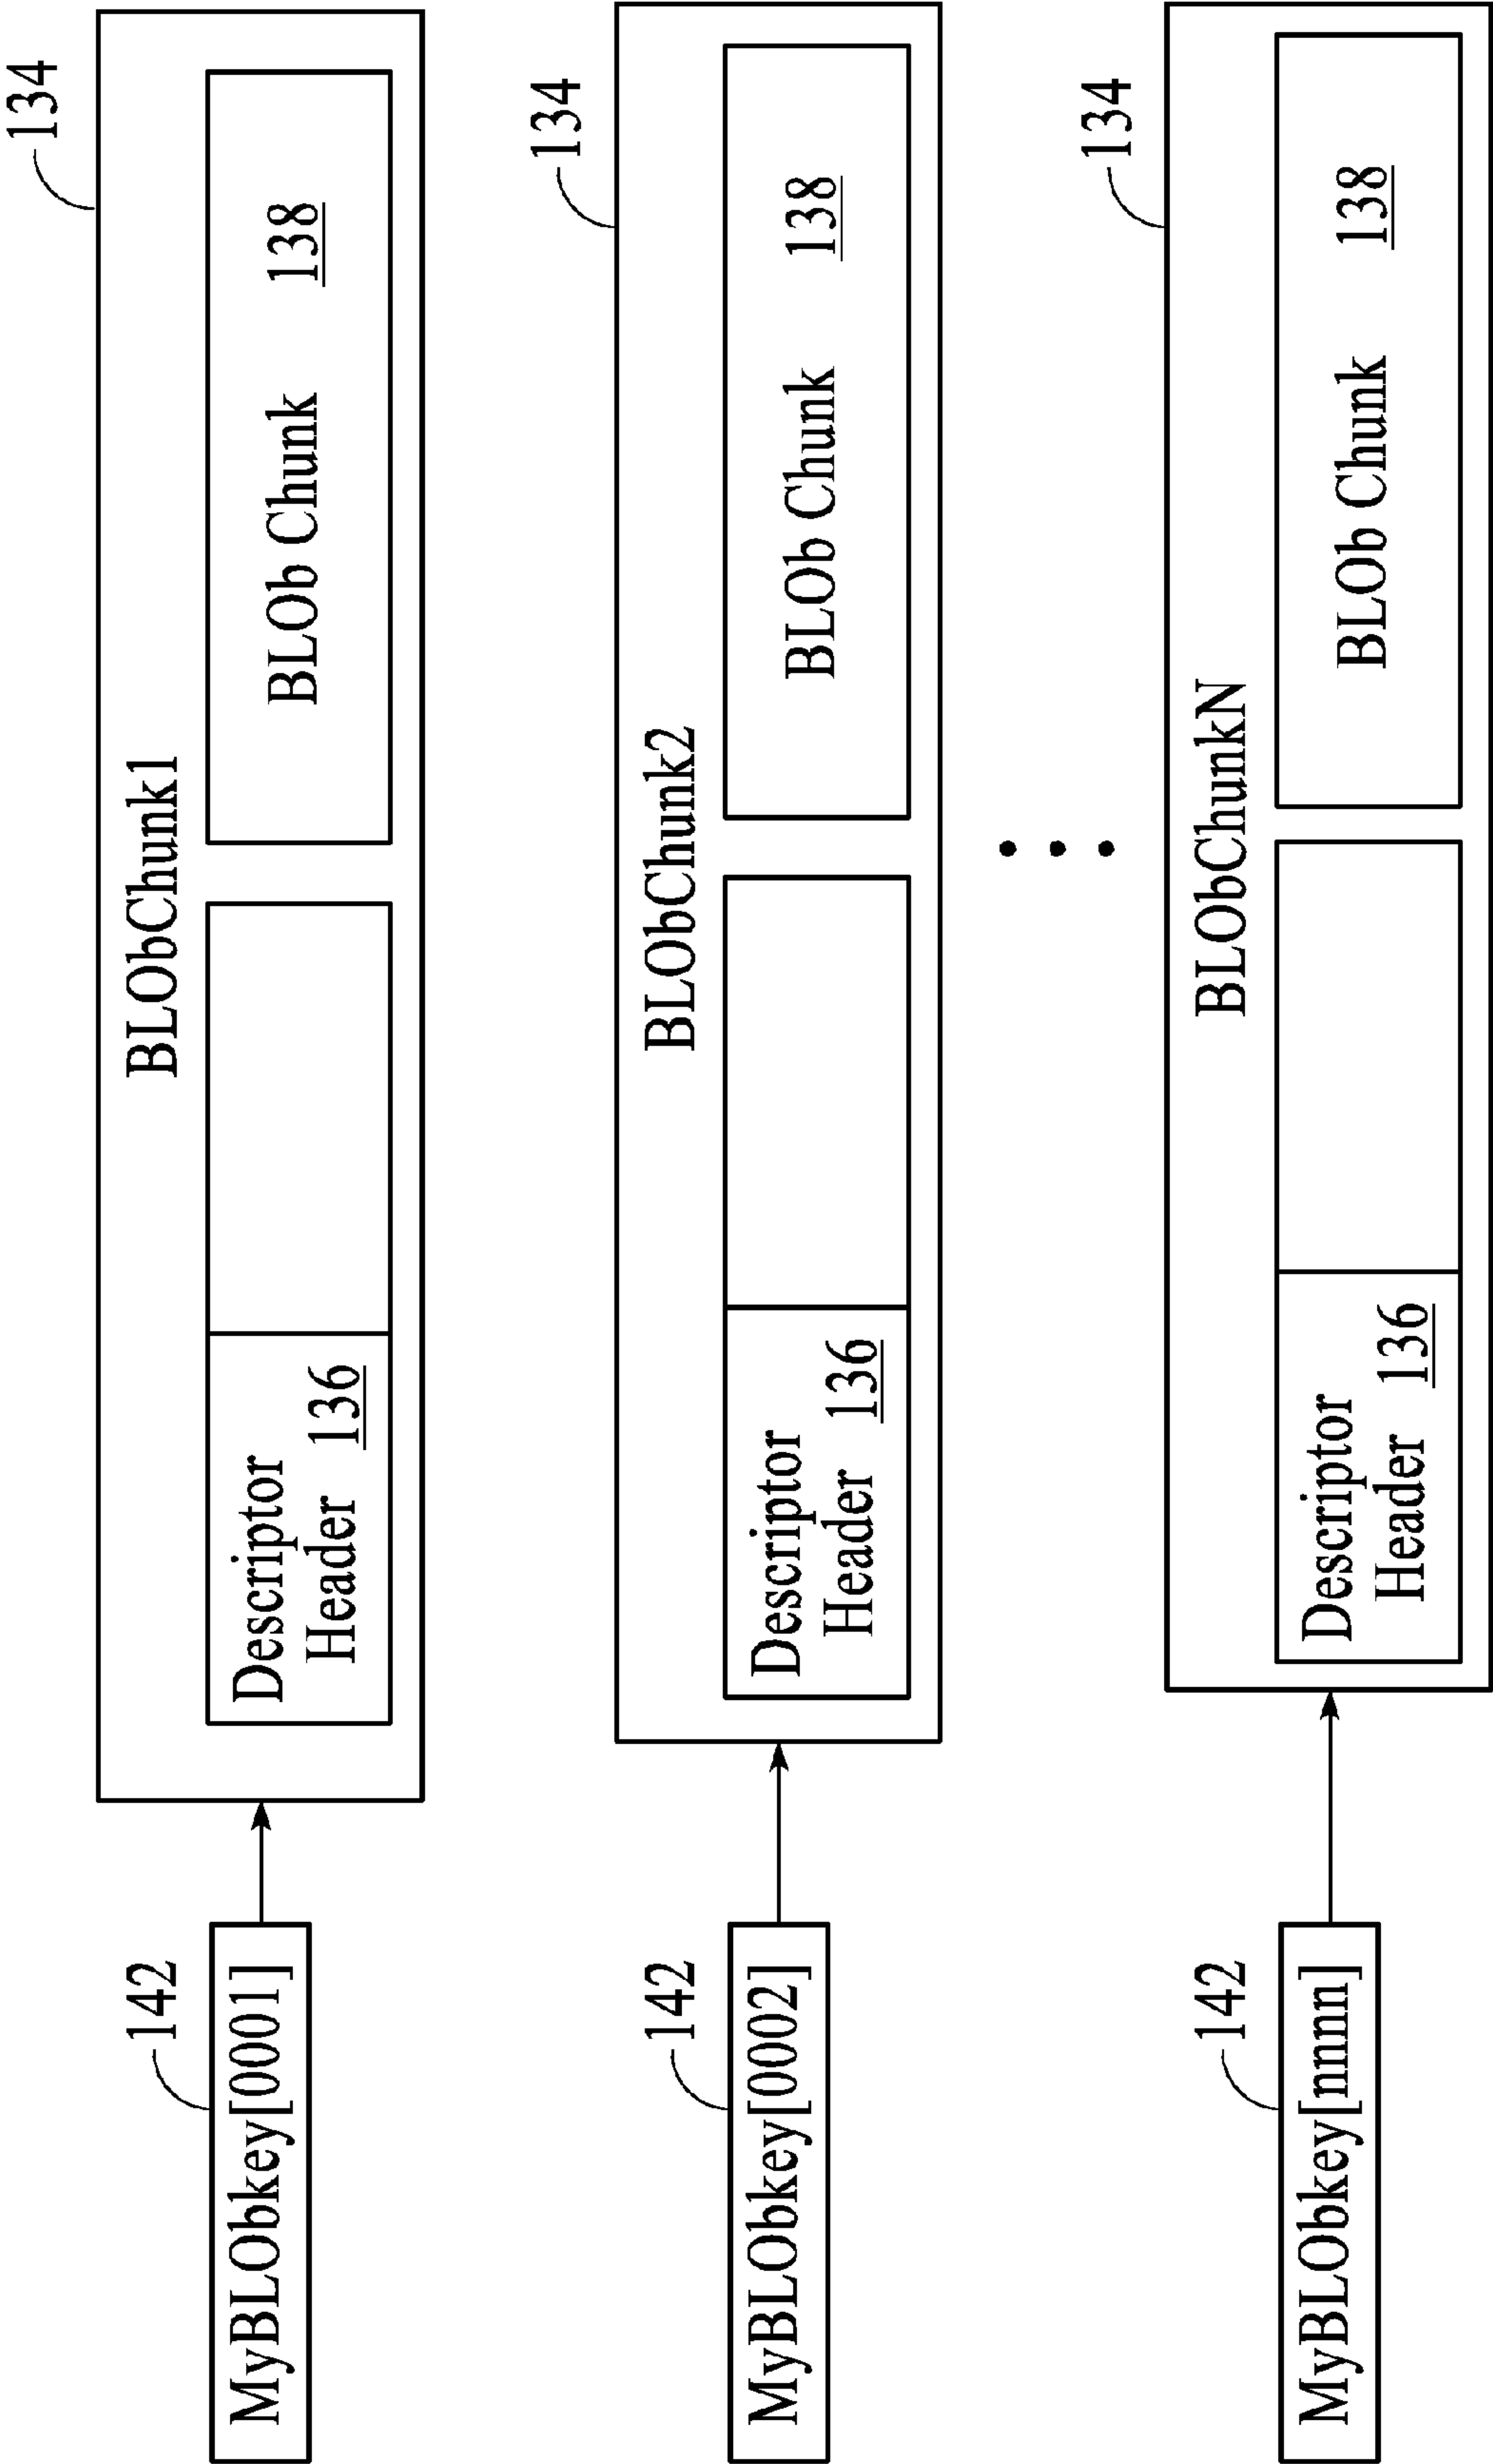 134
BLObChunk1
142
MyBLObkey[0001]
Descriptor
Header 136
BLOb Chunk 138
134
BLObChunk2
142
MyBLObkey[0002]
Descriptor
Header 136
BLOb Chunk 138
134
BLObChunkN
142
MyBLObkey[nnnn]
Descriptor
Header 136
BLOb Chunk 138